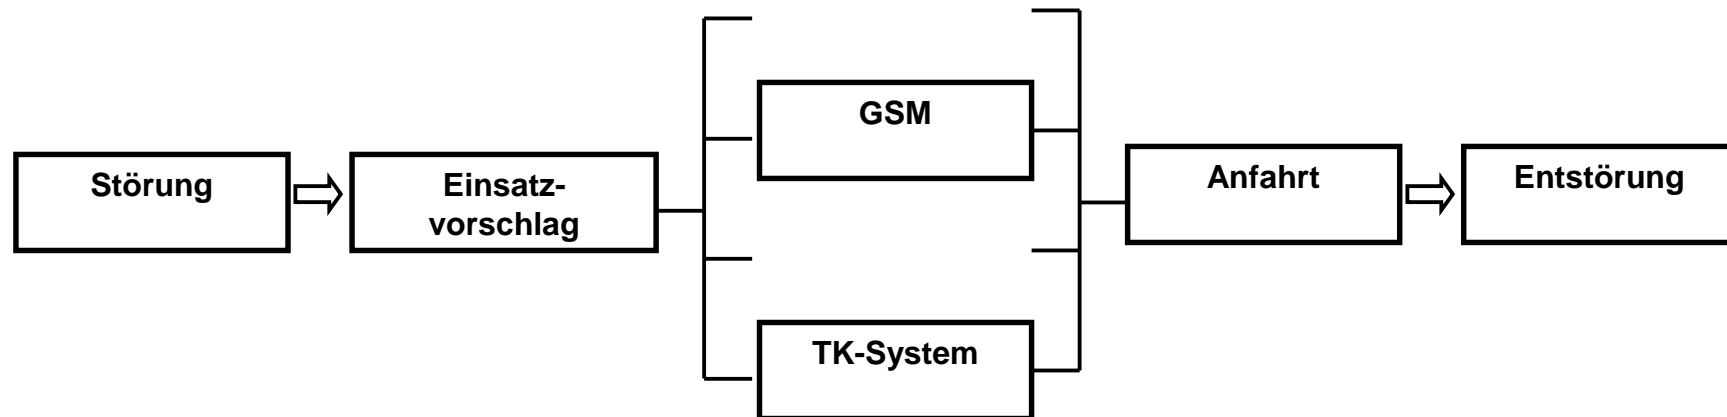 Störung
Einsatz-
vorschlag
GSM
TK-System
Anfahrt
Entstörung